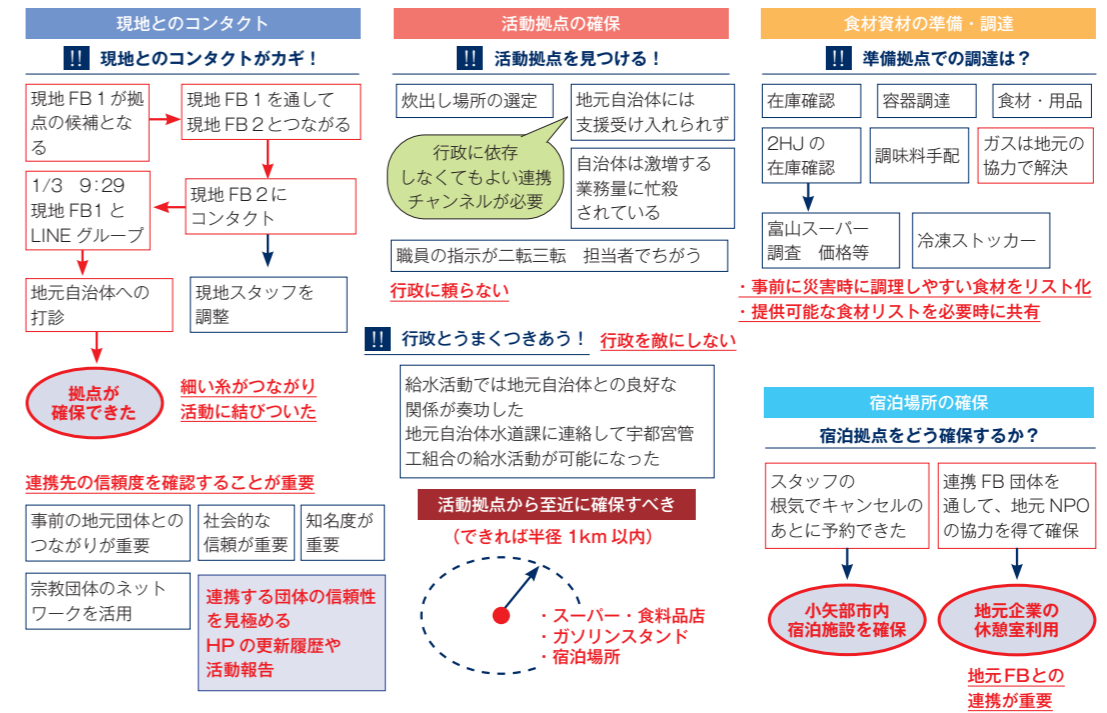 現地とのコンタクト
!! 現地とのコンタクトがカギ！
現地 FB 1 が拠
点の候補とな
る
現地 FB 1 を通して
現地 FB 2 とつながる
現地 FB 2 に
コンタクト
1/3　9：29
現地 FB1 と
LINE グループ
地元自治体への
打診
現地スタッフを
調整
拠点が
確保できた
細い糸がつながり
活動に結びついた
連携先の信頼度を確認することが重要
事前の地元団体との
つながりが重要
社会的な
信頼が重要
知名度が
重要
宗教団体のネット
ワークを活用
連携する団体の信頼性
を見極める
HP の更新履歴や
活動報告
活動拠点の確保
!! 活動拠点を見つける！
炊出し場所の選定
地元自治体には
支援受け入れられず
行政に依存
しなくてもよい連携
チャンネルが必要
自治体は激増する
業務量に忙殺
されている
職員の指示が二転三転　担当者でちがう
行政に頼らない
!! 行政とうまくつきあう！
行政を敵にしない
給水活動では地元自治体との良好な
関係が奏功した
地元自治体水道課に連絡して宇都宮管
工組合の給水活動が可能になった
活動拠点から至近に確保すべき
（できれば半径 1km 以内）
・スーパー・食料品店
・ガソリンスタンド
・宿泊場所
食材資材の準備・調達
!! 準備拠点での調達は？
在庫確認
容器調達
食材・用品
2HJ の
在庫確認
調味料手配
ガスは地元の
協力で解決
富山スーパー
調査　価格等
冷凍ストッカー
・事前に災害時に調理しやすい食材をリスト化
・提供可能な食材リストを必要時に共有
宿泊場所の確保
宿泊拠点をどう確保するか？
スタッフの
根気でキャンセルの
あとに予約できた
連携 FB 団体を
通して、地元 NPO
の協力を得て確保
小矢部市内
宿泊施設を確保
地元企業の
休憩室利用
地元FBとの
連携が重要